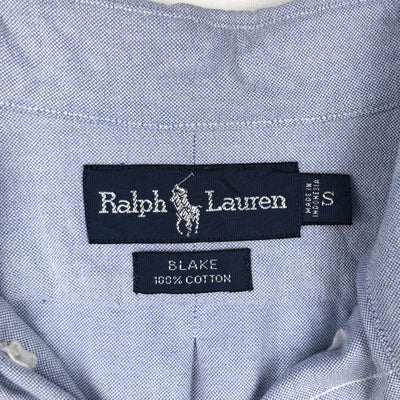 Ralph Lauren
MADE IN
INDONESIA
S
BLAKE
100% COTTON